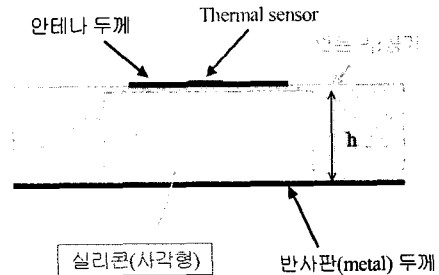 안테나 두께
Thermal sensor
h
실리콘(사각형)
반사판(metal) 두께